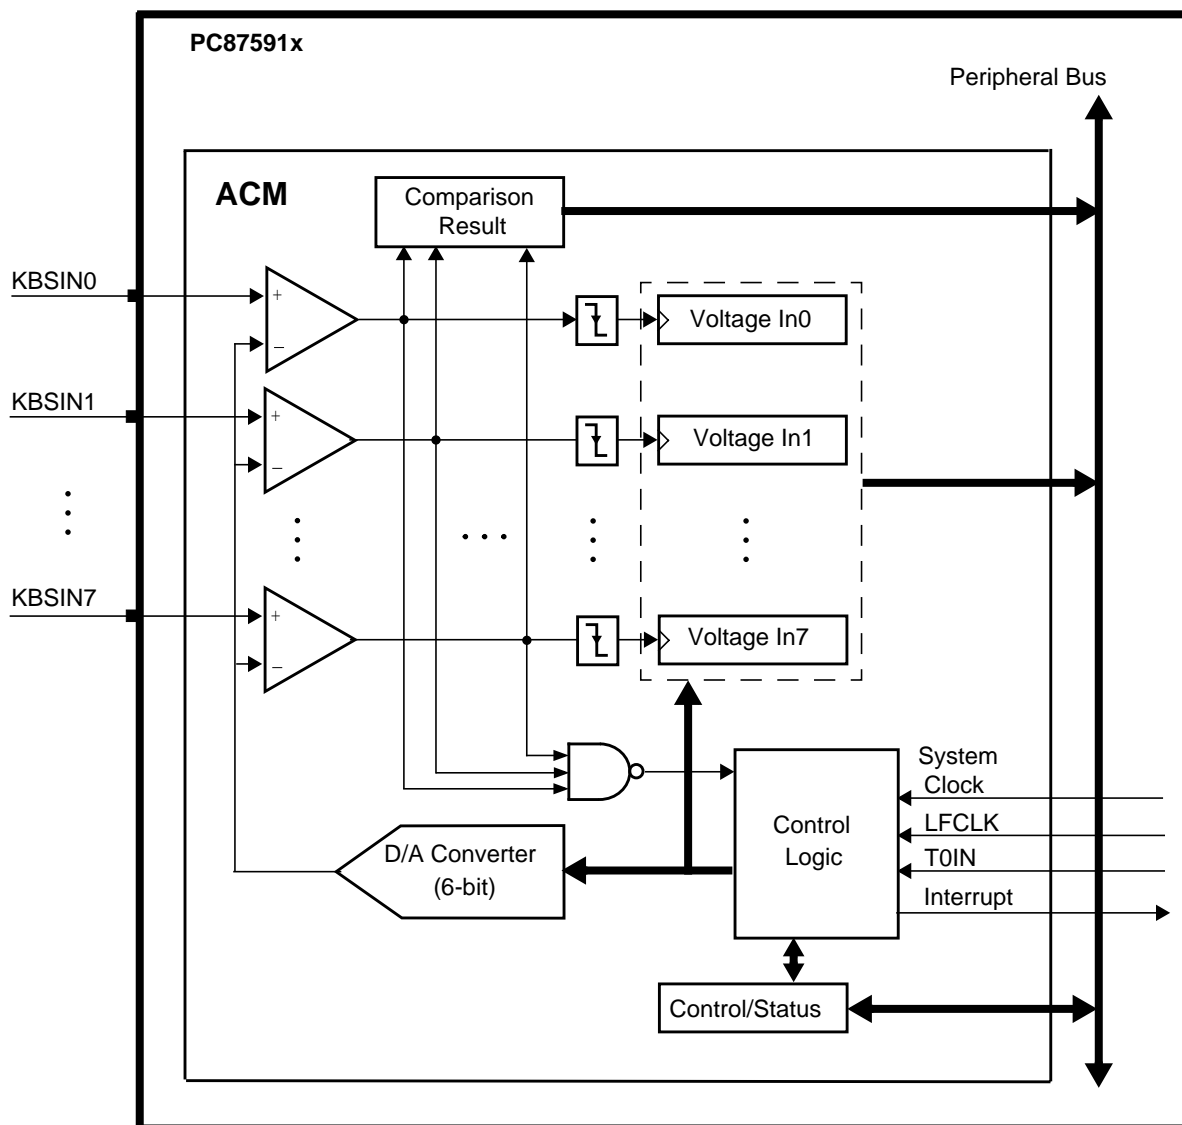 PC87591x
Peripheral Bus
ACM
Comparison
Result
KBSIN0
+
−
Voltage In0
KBSIN1
+
−
Voltage In1
KBSIN7
+
−
Voltage In7
System
Clock
LFCLK
T0IN
Interrupt
Control
Logic
D/A Converter
(6-bit)
Control/Status